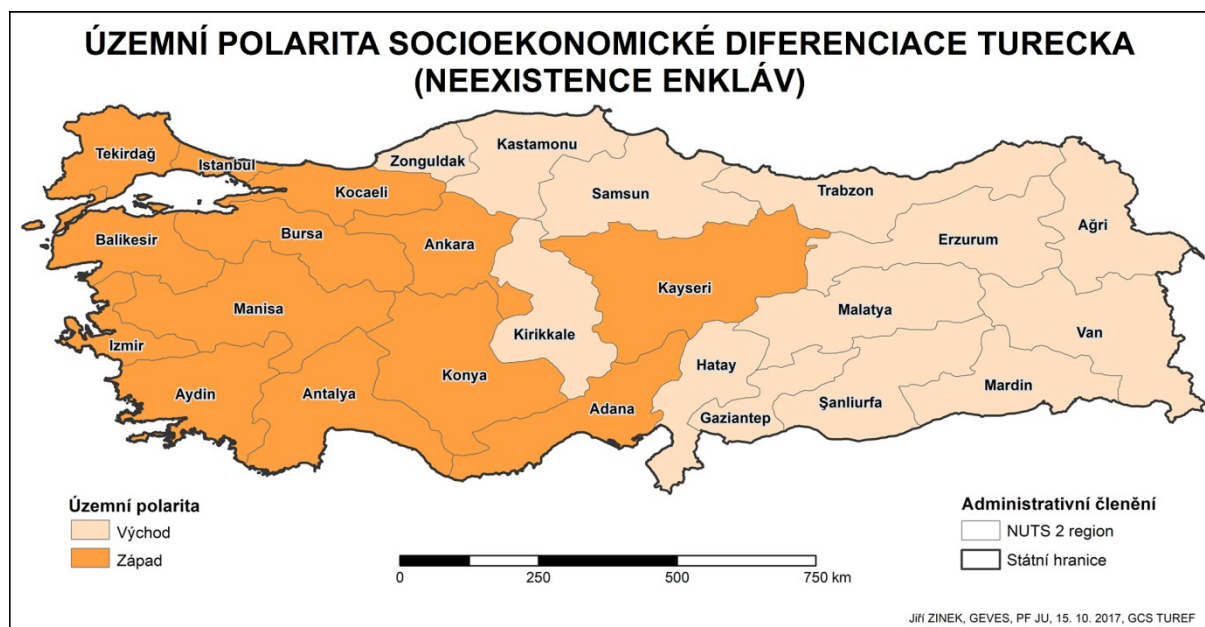 ÚZEMNÍ POLARITA SOCIOEKONOMICKÉ DIFERENCIACE TURECKA
(NEEXISTENCE ENKLÁV)
Tekirdağ
Istanbul
Zonguldak
Kastamonu
Kocaeli
Samsun
Trabzon
Ağri
Balikesir
Bursa
Ankara
Erzurum
Kayseri
Manisa
Malatya
Kirikkale
Van
Izmir
Hatay
Konya
Mardin
Aydin
Antalya
Adana
Şanliurfa
Gaziantep
Územní polarita
Východ
Západ
0 250 500 750 km
Administrativní členění
NUTS 2 region
Státní hranice
Jiří ZINEK, GEVES, PF JU, 15. 10. 2017, GCS TUREF